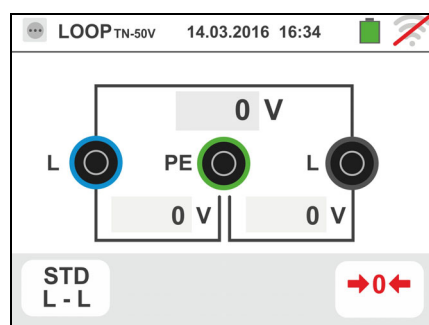 LOOP TN-50V 14.03.2016 16:34
0 V
L PE L
0 V 0 V
STD
L - L
➔0←